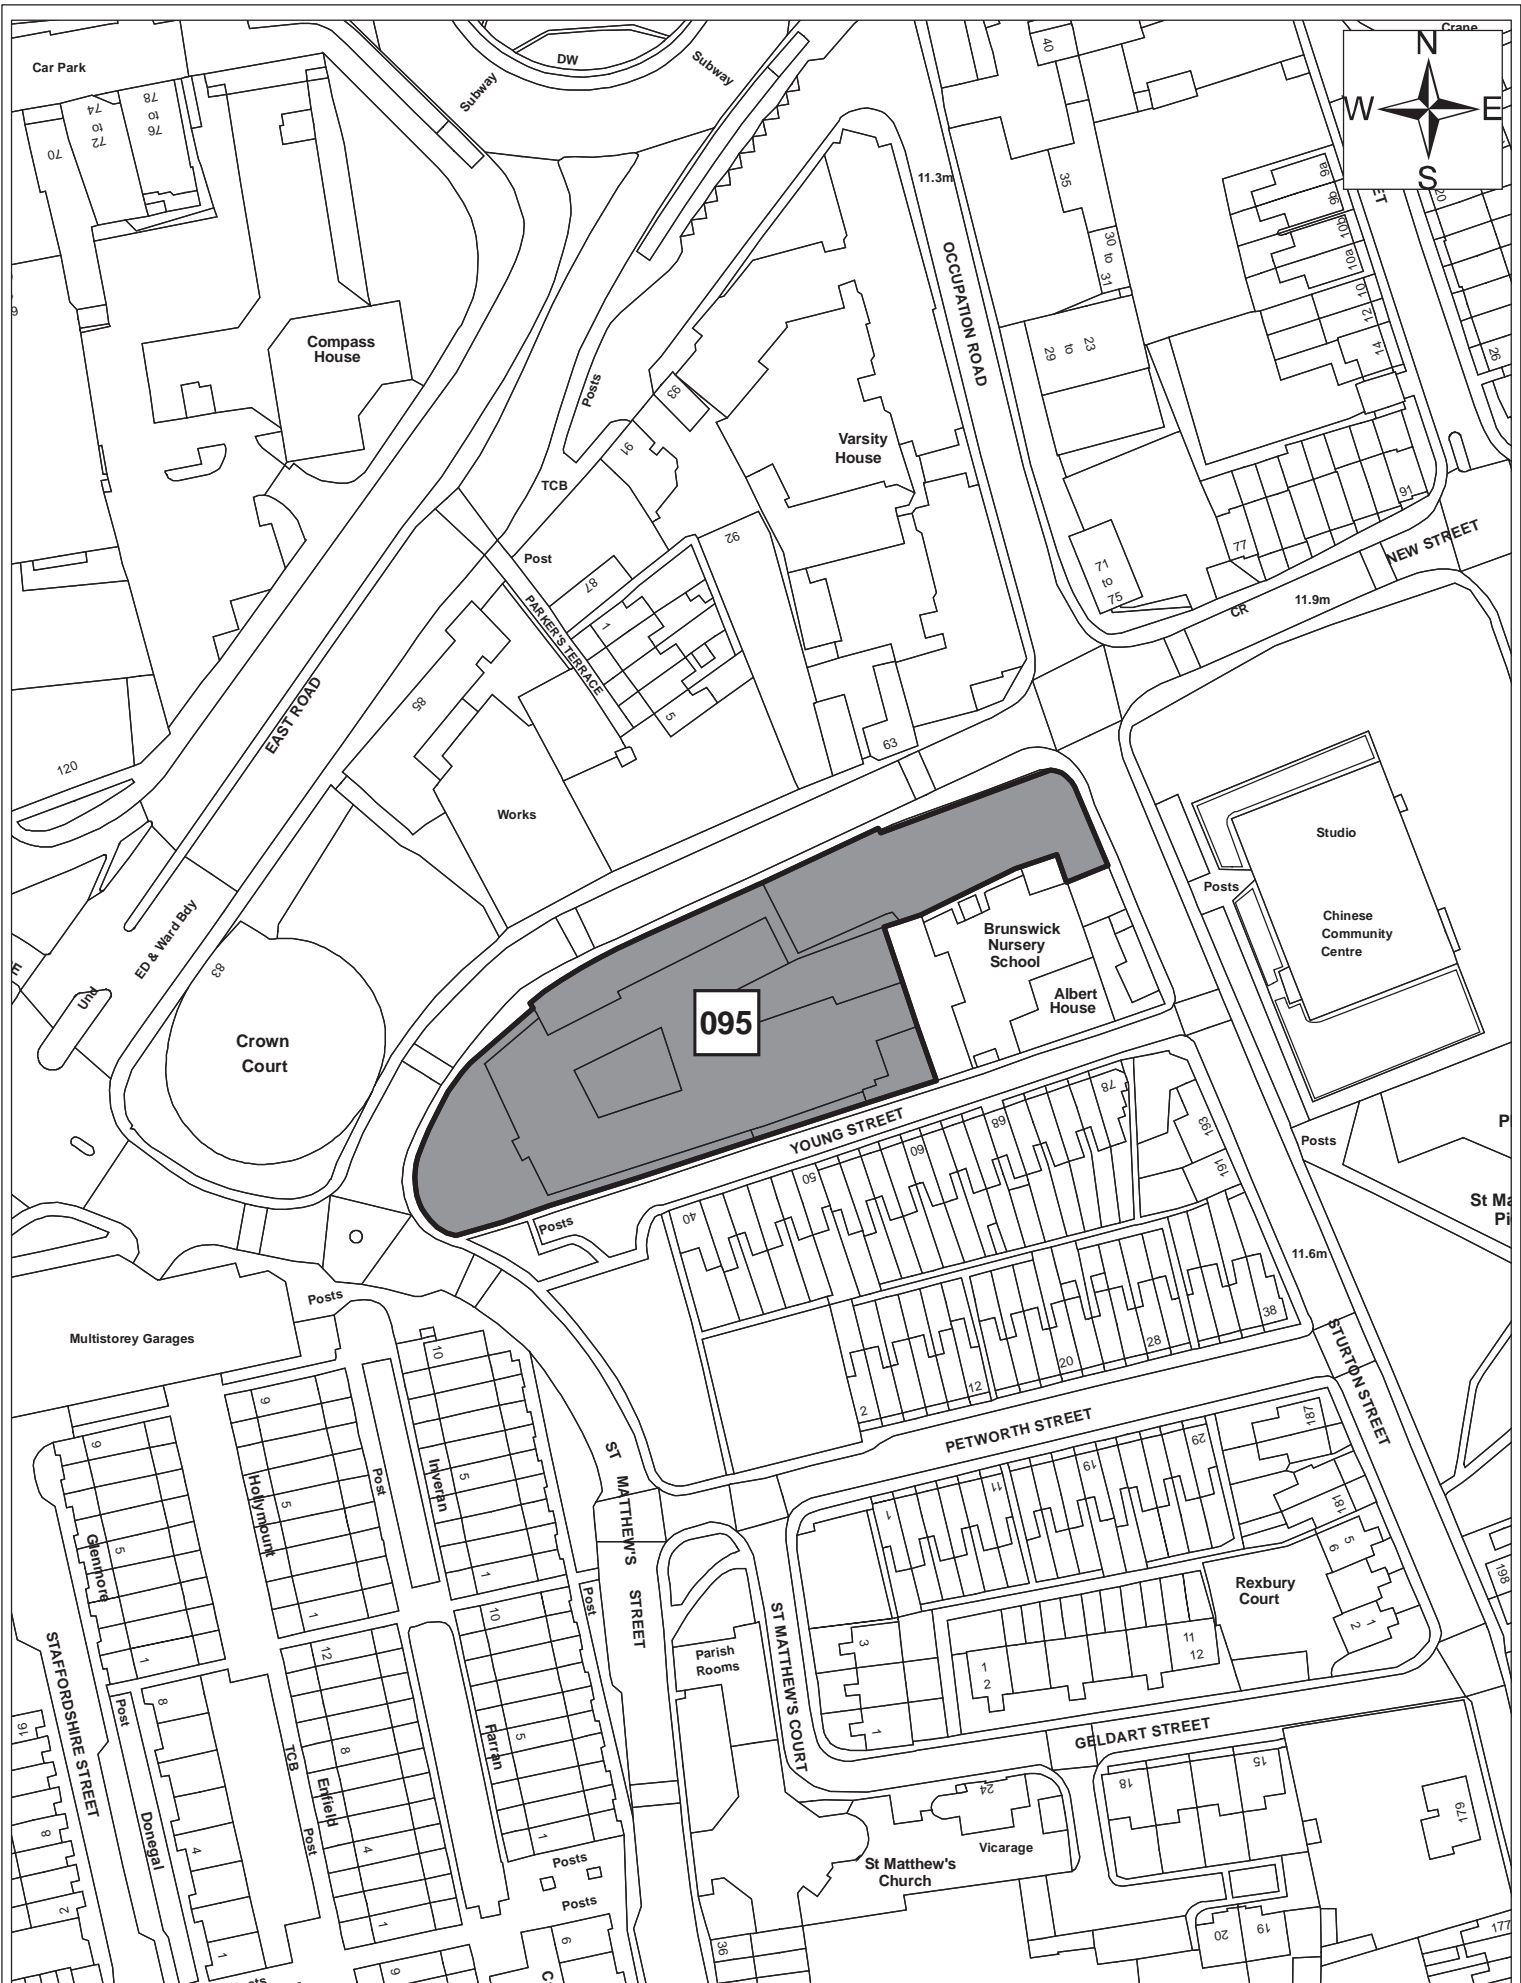 Car Park
DW
Subway
Subway
Crane
N
W
E
S
40
70
74
to
72
78
to
76
11.3m
35
30 to 31
ET
20
9a
9b
10b
10a
10
12
14
26
OCCUPATION ROAD
Compass
House
Posts
93
91
29
to
23
Varsity
House
TCB
92
91
77
NEW STREET
Post
87
71
to
75
CR
11.9m
PARKER'S TERRACE
1
5
EAST ROAD
85
63
120
Works
Studio
Posts
ED & Ward Bdy
83
Und
Crown
Court
Brunswick
Nursery
School
Albert
House
Chinese
Community
Centre
095
YOUNG STREET
78
68
60
50
40
193
191
Posts
Posts
P
St Ma
Pi
11.6m
38
28
20
12
2
Posts
Multistorey Garages
STURTON STREET
PETWORTH STREET
10
9
9
5
5
5
1
1
1
Glenmore
Hollymount
Post
Inveran
ST MATTHEW'S STREET
1
11
19
29
187
181
5
6
Rexbury
Court
2
1
198
Post
STAFFORDSHIRE STREET
Parish
Rooms
ST MATTHEW'S COURT
3
1
1
2
11
12
GELDART STREET
12
10
8
8
5
4
4
1
1
1
Post
TCB
Enfield
Farran
Donegal
Post
16
8
2
Posts
Posts
24
Vicarage
St Matthew's
Church
18
15
179
20
19
177
36
6
9
C
sts